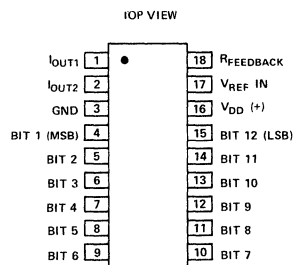 TOP VIEW
IOUT1 1 18 RFEEDBACK
IOUT2 2 17 VREF IN
GND 3 16 VDD (+)
BIT 1 (MSB) 4 15 BIT 12 (LSB)
BIT 2 5 14 BIT 11
BIT 3 6 13 BIT 10
BIT 4 7 12 BIT 9
BIT 5 8 11 BIT 8
BIT 6 9 10 BIT 7